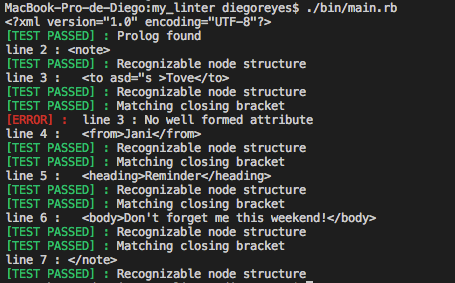 MacBook-Pro-de-Diego:my_linter diegoreyes$ ./bin/main.rb
<?xml version="1.0" encoding="UTF-8"?>
[TEST PASSED] : Prolog found
line 2 : <note>
[TEST PASSED] : Recognizable node structure
line 3 :   <to asd="s >Tove</to>
[TEST PASSED] : Recognizable node structure
[TEST PASSED] : Matching closing bracket
[ERROR] :  line 3 : No well formed attribute
line 4 :   <from>Jani</from>
[TEST PASSED] : Recognizable node structure
[TEST PASSED] : Matching closing bracket
line 5 :   <heading>Reminder</heading>
[TEST PASSED] : Recognizable node structure
[TEST PASSED] : Matching closing bracket
line 6 :   <body>Don't forget me this weekend!</body>
[TEST PASSED] : Recognizable node structure
[TEST PASSED] : Matching closing bracket
line 7 : </note>
[TEST PASSED] : Recognizable node structure